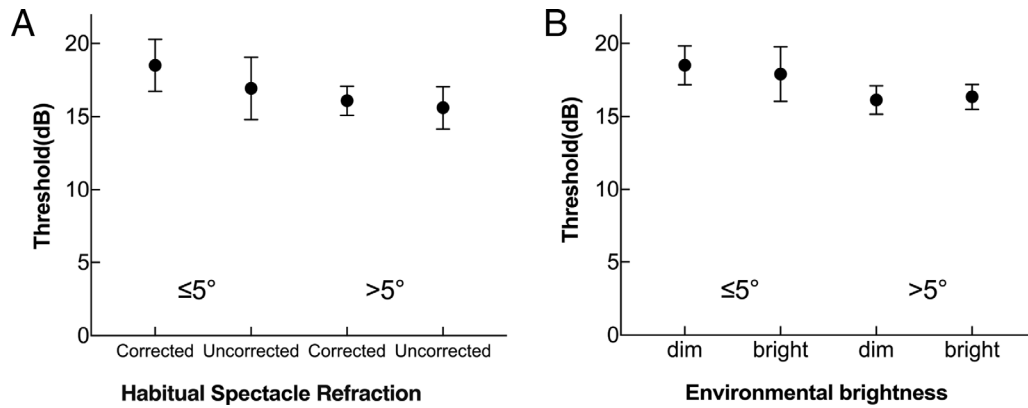 A
Threshold(dB)
20
15
10
5
0
≤5° >5°
Corrected Uncorrected Corrected Uncorrected
Habitual Spectacle Refraction
B
Threshold(dB)
20
15
10
5
0
≤5° >5°
dim bright dim bright
Environmental brightness